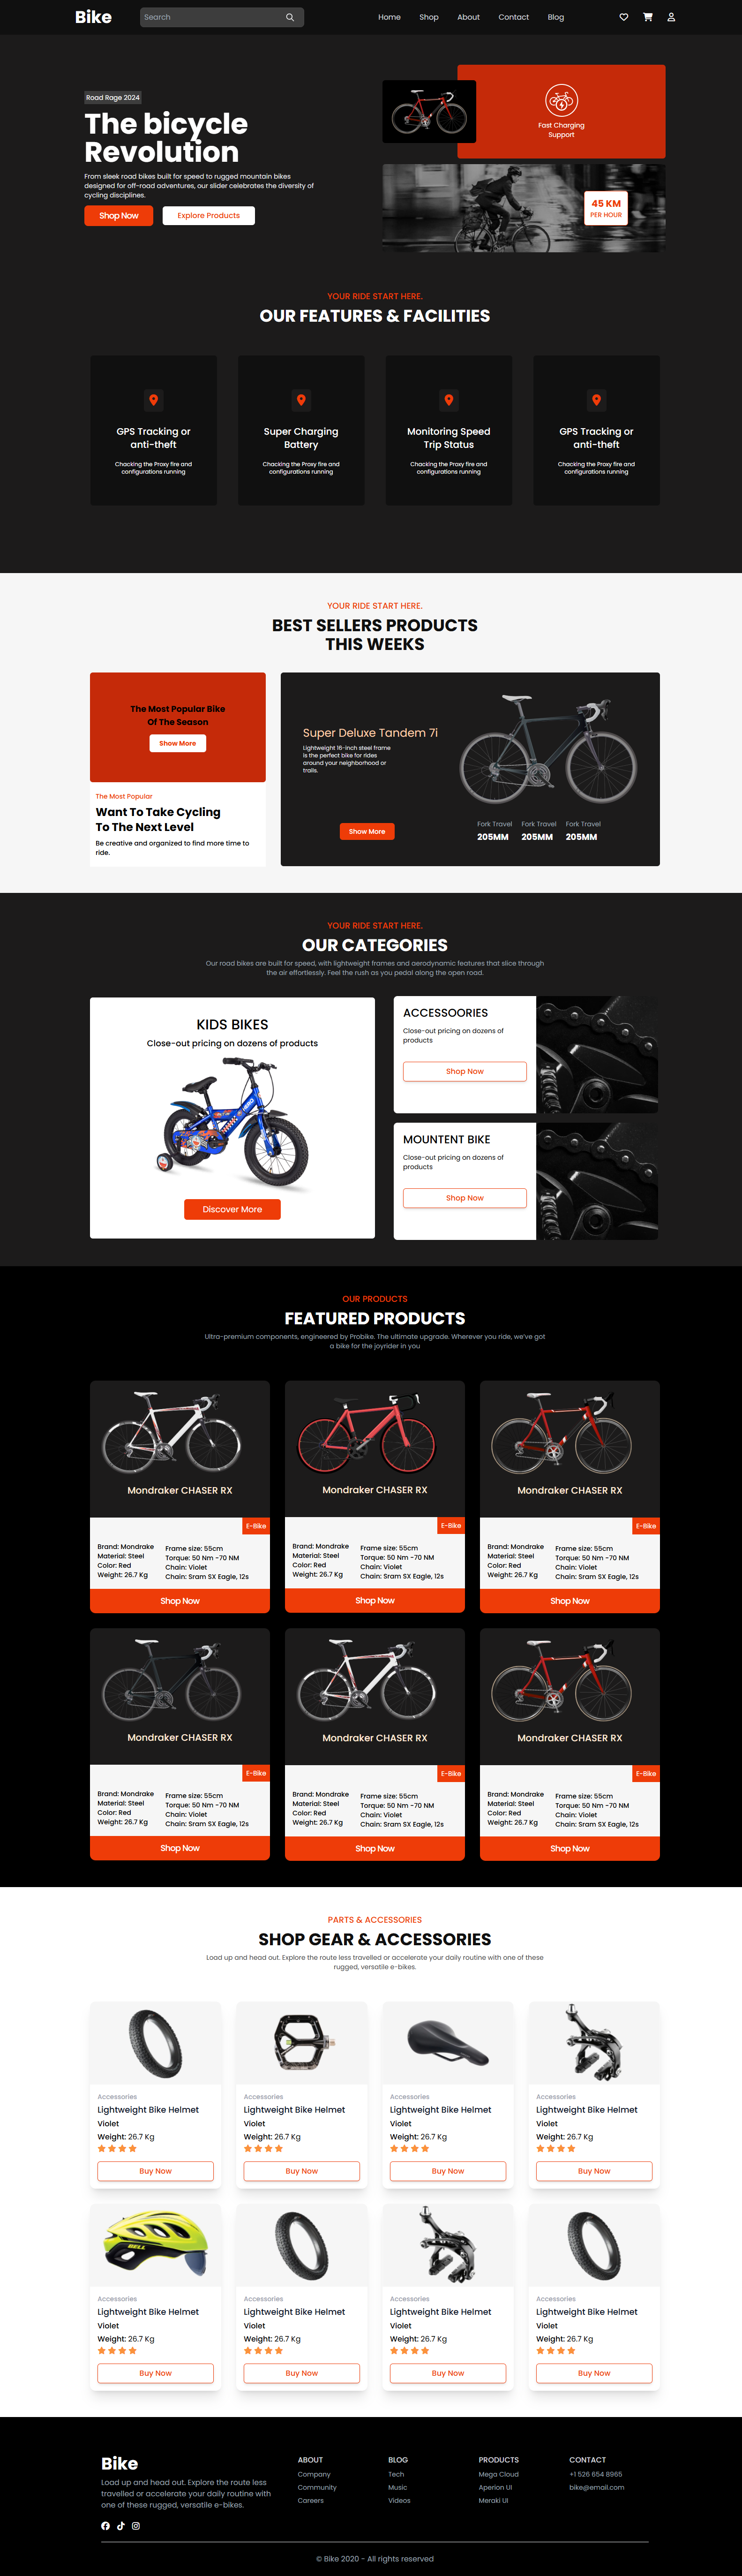 Bike
Search
Home
Shop
About
Contact
Blog
Road Rage 2024
The bicycle
Revolution
From sleek road bikes built for speed to rugged mountain bikes
designed for off-road adventures, our slider celebrates the diversity of
cycling disciplines.
Shop Now
Explore Products
Fast Charging
Support
45 KM
PER HOUR
YOUR RIDE START HERE.
OUR FEATURES & FACILITIES
GPS Tracking or
anti-theft
Chacking the Proxy fire and
configurations running
Super Charging
Battery
Chacking the Proxy fire and
configurations running
Monitoring Speed
Trip Status
Chacking the Proxy fire and
configurations running
GPS Tracking or
anti-theft
Chacking the Proxy fire and
configurations running
YOUR RIDE START HERE.
BEST SELLERS PRODUCTS
THIS WEEKS
The Most Popular Bike
Of The Season
Show More
The Most Popular
Want To Take Cycling
To The Next Level
Be creative and organized to find more time to
ride.
Super Deluxe Tandem 7i
Lightweight 16-inch steel frame
is the perfect bike for rides
around your neighborhood or
trails.
Show More
Fork Travel
205MM
Fork Travel
205MM
Fork Travel
205MM
YOUR RIDE START HERE.
OUR CATEGORIES
Our road bikes are built for speed, with lightweight frames and aerodynamic features that slice through
the air effortlessly. Feel the rush as you pedal along the open road.
KIDS BIKES
Close-out pricing on dozens of products
Discover More
ACCESSOORIES
Close-out pricing on dozens of
products
Shop Now
MOUNTENT BIKE
Close-out pricing on dozens of
products
Shop Now
OUR PRODUCTS
FEATURED PRODUCTS
Ultra-premium components, engineered by Probike. The ultimate upgrade. Wherever you ride, we've got
a bike for the joyrider in you
Mondraker CHASER RX
E-Bike
Brand: Mondrake
Material: Steel
Color: Red
Weight: 26.7 Kg
Frame size: 55cm
Torque: 50 Nm -70 NM
Chain: Violet
Chain: Sram SX Eagle, 12s
Shop Now
Mondraker CHASER RX
E-Bike
Brand: Mondrake
Material: Steel
Color: Red
Weight: 26.7 Kg
Frame size: 55cm
Torque: 50 Nm -70 NM
Chain: Violet
Chain: Sram SX Eagle, 12s
Shop Now
Mondraker CHASER RX
E-Bike
Brand: Mondrake
Material: Steel
Color: Red
Weight: 26.7 Kg
Frame size: 55cm
Torque: 50 Nm -70 NM
Chain: Violet
Chain: Sram SX Eagle, 12s
Shop Now
Mondraker CHASER RX
E-Bike
Brand: Mondrake
Material: Steel
Color: Red
Weight: 26.7 Kg
Frame size: 55cm
Torque: 50 Nm -70 NM
Chain: Violet
Chain: Sram SX Eagle, 12s
Shop Now
Mondraker CHASER RX
E-Bike
Brand: Mondrake
Material: Steel
Color: Red
Weight: 26.7 Kg
Frame size: 55cm
Torque: 50 Nm -70 NM
Chain: Violet
Chain: Sram SX Eagle, 12s
Shop Now
Mondraker CHASER RX
E-Bike
Brand: Mondrake
Material: Steel
Color: Red
Weight: 26.7 Kg
Frame size: 55cm
Torque: 50 Nm -70 NM
Chain: Violet
Chain: Sram SX Eagle, 12s
Shop Now
PARTS & ACCESSORIES
SHOP GEAR & ACCESSORIES
Load up and head out. Explore the route less travelled or accelerate your daily routine with one of these
rugged, versatile e-bikes.
Accessories
Lightweight Bike Helmet
Violet
Weight: 26.7 Kg
Buy Now
Accessories
Lightweight Bike Helmet
Violet
Weight: 26.7 Kg
Buy Now
Accessories
Lightweight Bike Helmet
Violet
Weight: 26.7 Kg
Buy Now
Accessories
Lightweight Bike Helmet
Violet
Weight: 26.7 Kg
Buy Now
BELL
Accessories
Lightweight Bike Helmet
Violet
Weight: 26.7 Kg
Buy Now
Accessories
Lightweight Bike Helmet
Violet
Weight: 26.7 Kg
Buy Now
Accessories
Lightweight Bike Helmet
Violet
Weight: 26.7 Kg
Buy Now
Accessories
Lightweight Bike Helmet
Violet
Weight: 26.7 Kg
Buy Now
Bike
Load up and head out. Explore the route less
travelled or accelerate your daily routine with
one of these rugged, versatile e-bikes.
ABOUT
Company
Community
Careers
BLOG
Tech
Music
Videos
PRODUCTS
Mega Cloud
Aperion UI
Meraki UI
CONTACT
+1 526 654 8965
bike@email.com
© Bike 2020 - All rights reserved